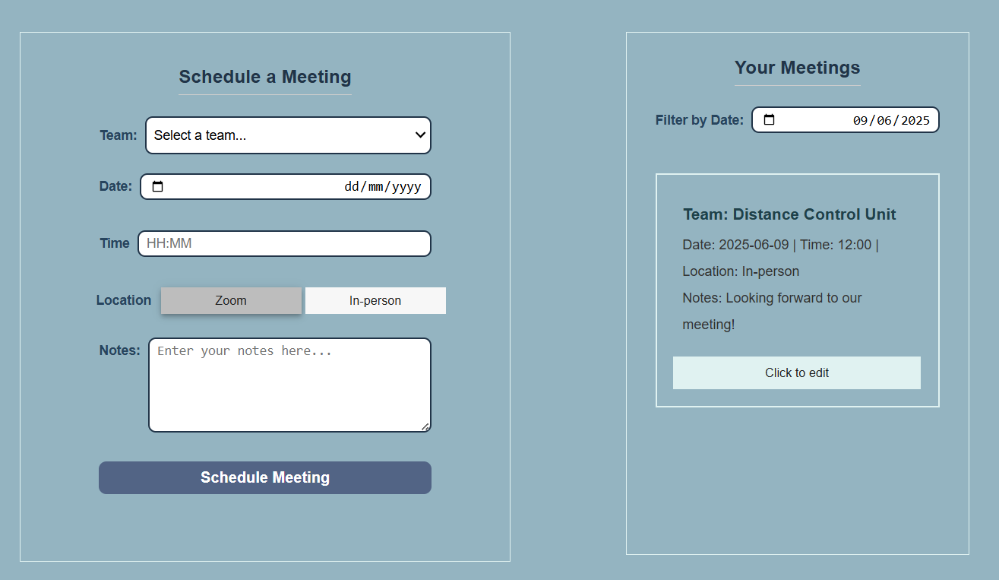 Schedule a Meeting
Team: Select a team...
Date: dd/mm/yyyy
Time HH:MM
Location Zoom In-person
Notes: Enter your notes here...
Schedule Meeting
Your Meetings
Filter by Date: 09/06/2025
Team: Distance Control Unit
Date: 2025-06-09 | Time: 12:00 |
Location: In-person
Notes: Looking forward to our
meeting!
Click to edit